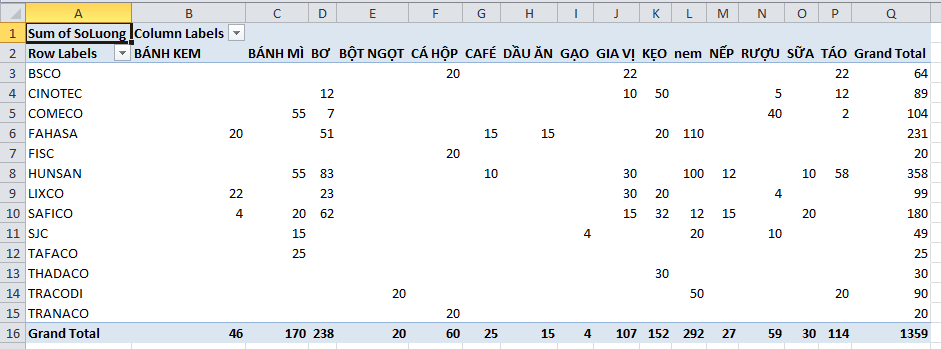 A B C D E F G H I J K L M N O P Q
1 Sum of SoLuong Column Labels
2 Row Labels BÁNH KEM BÁNH MÌ BƠ BỘT NGỌT CÁ HỘP CAFÉ DẦU ĂN GẠO GIA VỊ KẸO nem NẾP RƯỢU SỮA TÁO Grand Total
3 BSCO 20 22 22 64
4 CINOTEC 12 10 50 5 12 89
5 COMECO 55 7 40 2 104
6 FAHASA 20 51 15 15 20 110 231
7 FISC 20 20
8 HUNSAN 55 83 10 30 100 12 10 58 358
9 LIXCO 22 23 30 20 4 99
10 SAFICO 4 20 62 15 32 12 15 20 180
11 SJC 15 4 20 10 49
12 TAFACO 25 25
13 THADACO 30 30
14 TRACODI 20 50 20 90
15 TRANACO 20 20
16 Grand Total 46 170 238 20 60 25 15 4 107 152 292 27 59 30 114 1359